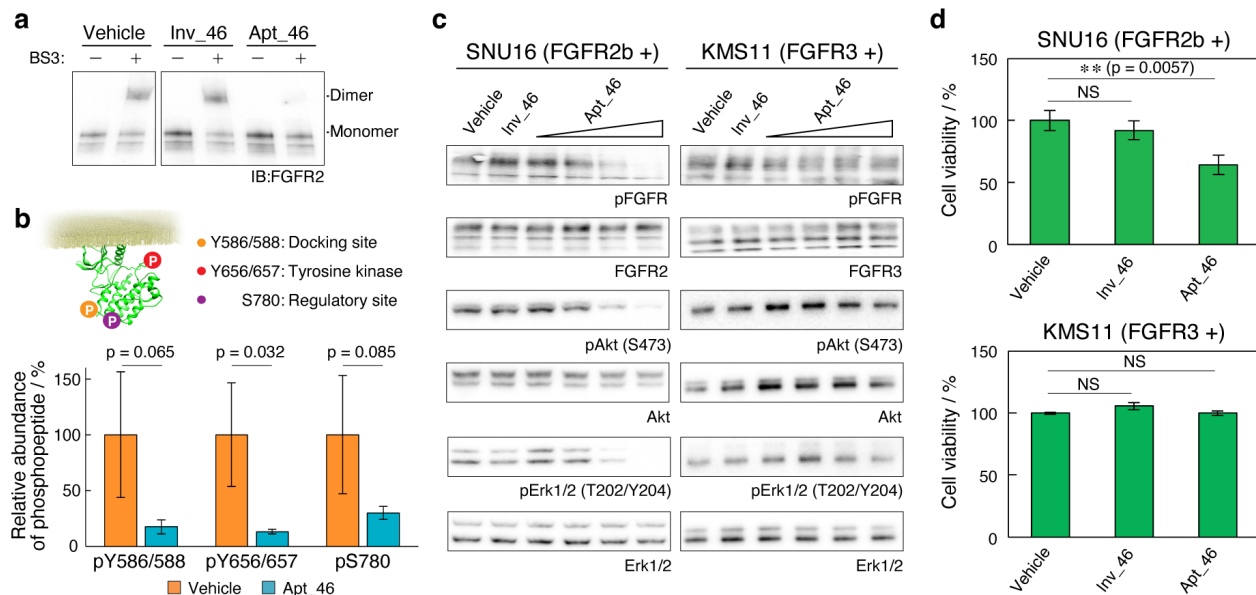 a
Vehicle Inv_46 Apt_46
BS3: − + − + − +
-Dimer
-Monomer
IB:FGFR2
b
P
P
P
Y586/588: Docking site
Y656/657: Tyrosine kinase
S780: Regulatory site
Relative abundance
of phosphopeptide / %
150
100
50
0
p = 0.065
p = 0.032
p = 0.085
pY586/588 pY656/657 pS780
Vehicle Apt_46
c
SNU16 (FGFR2b +) KMS11 (FGFR3 +)
Vehicle Inv_46 Apt_46 Vehicle Inv_46 Apt_46
pFGFR pFGFR
FGFR2 FGFR3
pAkt (S473) pAkt (S473)
Akt Akt
pErk1/2 (T202/Y204) pErk1/2 (T202/Y204)
Erk1/2 Erk1/2
d
SNU16 (FGFR2b +)
Cell viability / %
150
100
50
0
** (p = 0.0057)
NS
Vehicle Inv_46 Apt_46
KMS11 (FGFR3 +)
Cell viability / %
150
100
50
0
NS
NS
Vehicle Inv_46 Apt_46